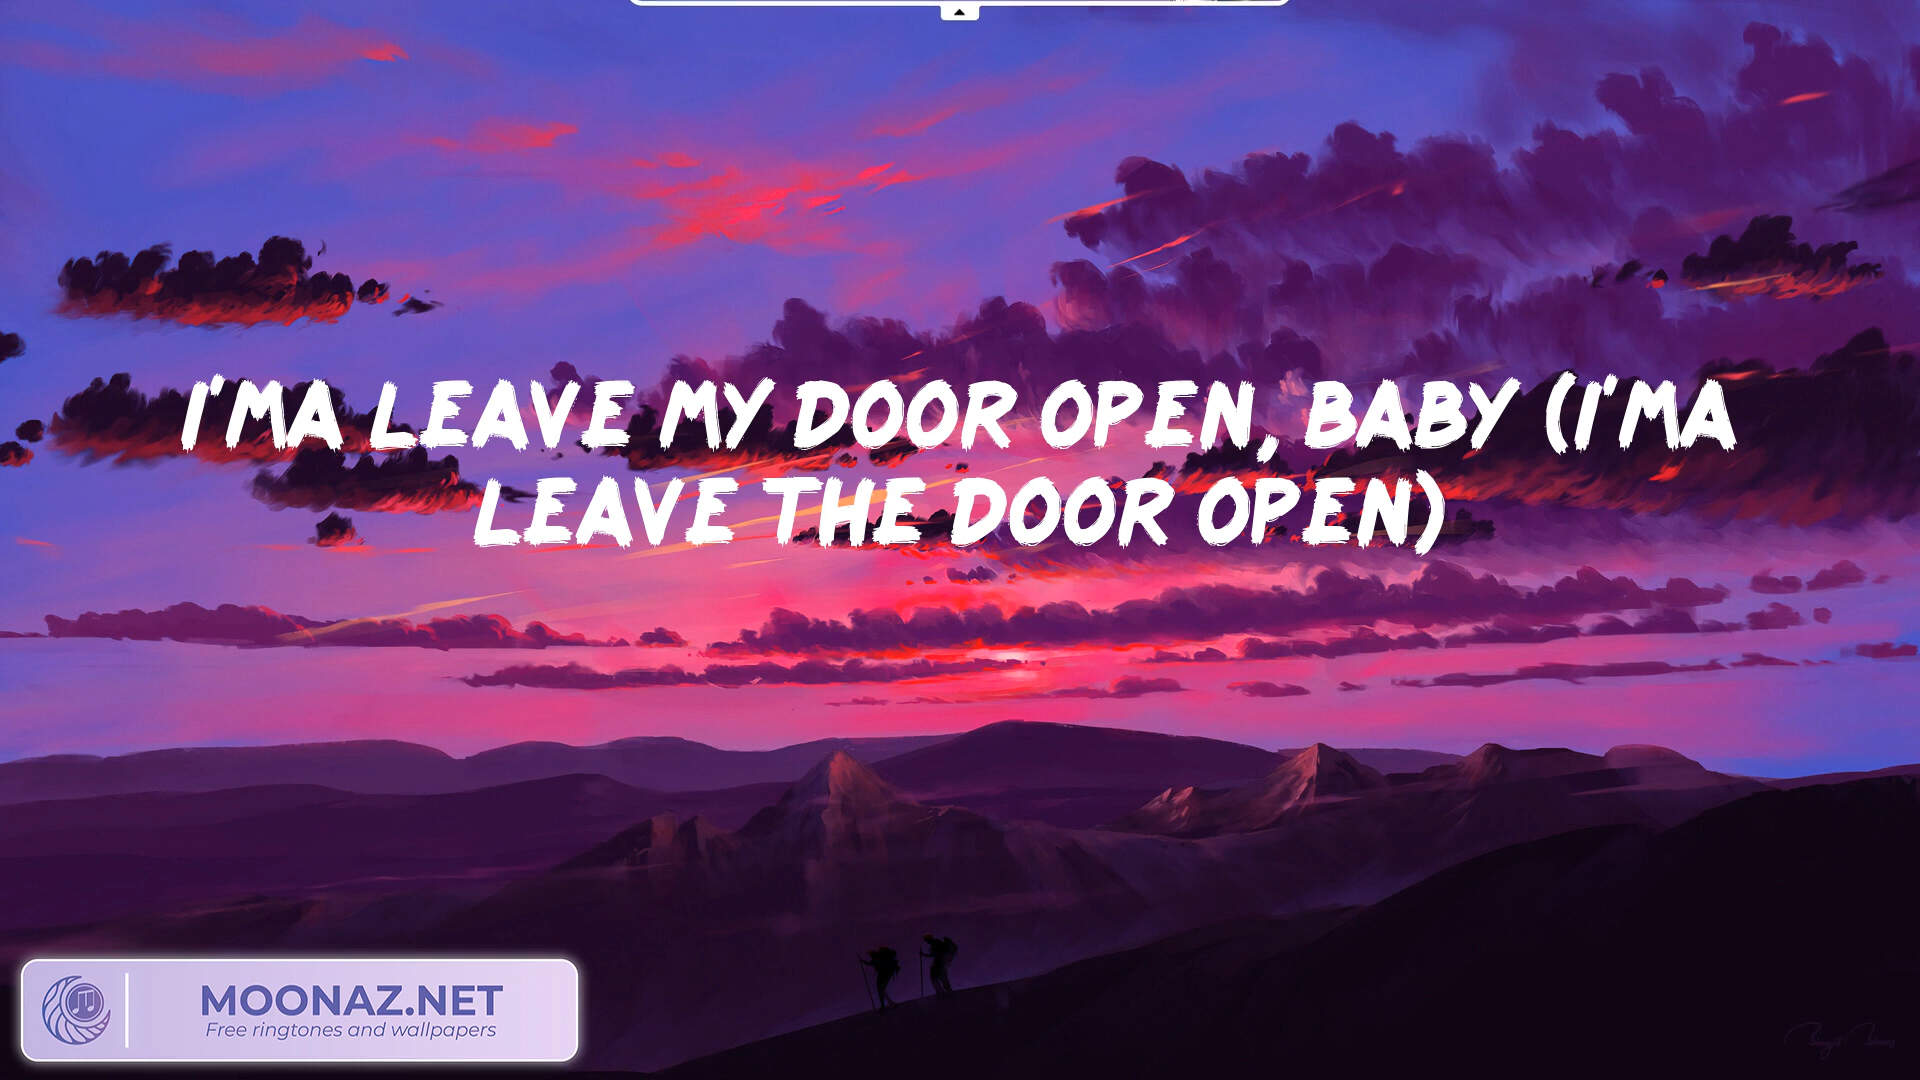 I'MA LEAVE MY DOOR OPEN, BABY (I'MA
LEAVE THE DOOR OPEN)
MOONAZ.NET
Free ringtones and wallpapers